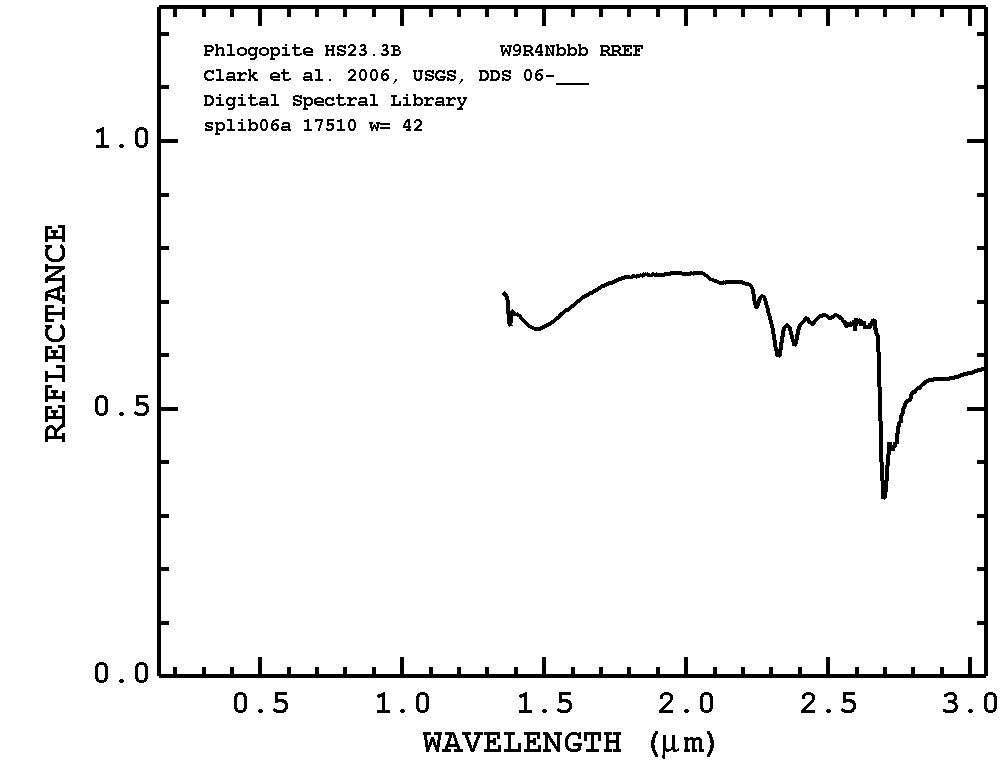 Phlogopite HS23.3B W9R4Nbbb RREF
Clark et al. 2006, USGS, DDS 06-___
Digital Spectral Library
splib06a 17510 w= 42
1.0
0.5
0.0
REFLECTANCE
0.5 1.0 1.5 2.0 2.5 3.0
WAVELENGTH (μm)